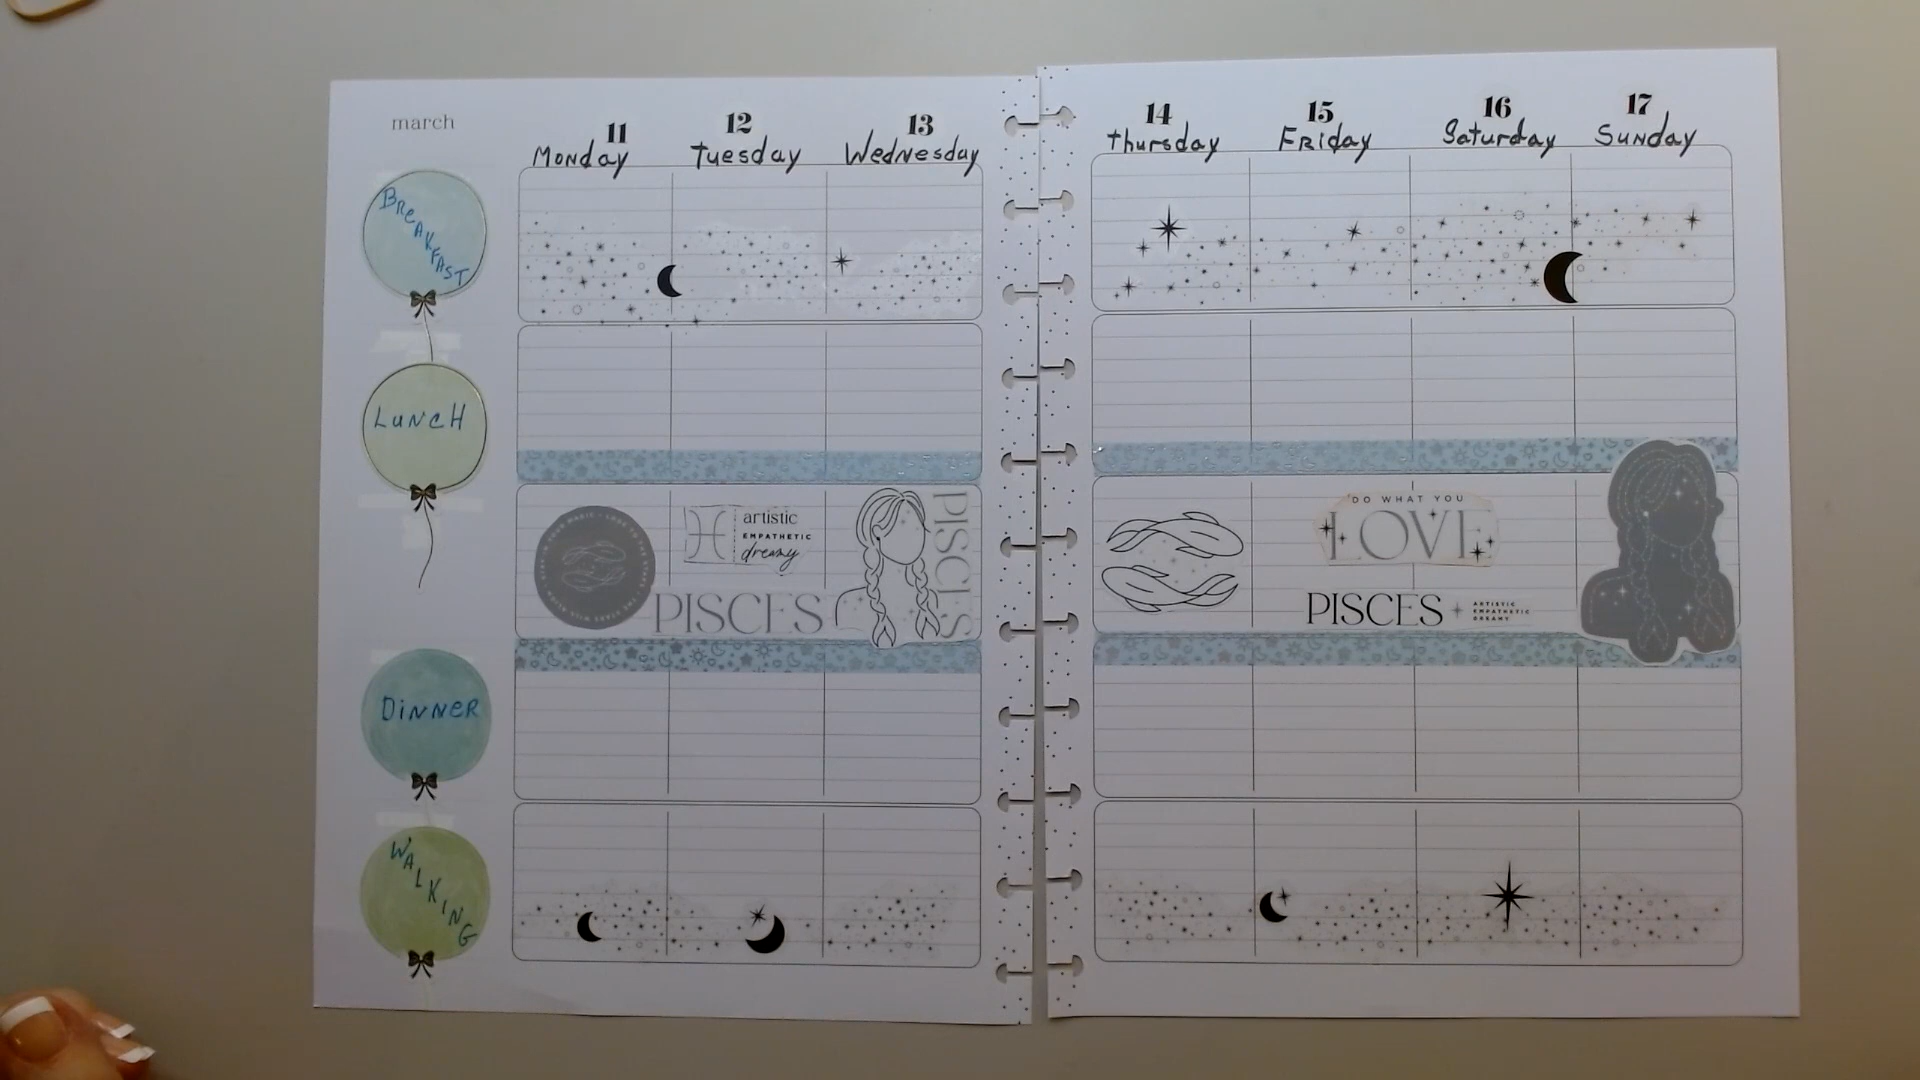 march
11 12 13 14 15 16 17
Monday Tuesday Wednesday Thursday Friday Saturday Sunday
BREAKFAST
LUNCH
artistic
EMPATHETIC
dreamy
PISCES
PISCES
DO WHAT YOU
LOVE
PISCES
ARTISTIC
EMPATHETIC
DREAMY
DINNER
WALKING